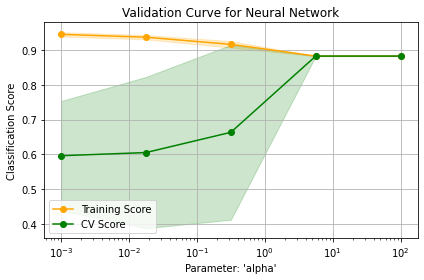 Validation Curve for Neural Network
Classification Score
0.9
0.8
0.7
0.6
0.5
0.4
Training Score
CV Score
10⁻³
10⁻²
10⁻¹
10⁰
10¹
10²
Parameter: 'alpha'